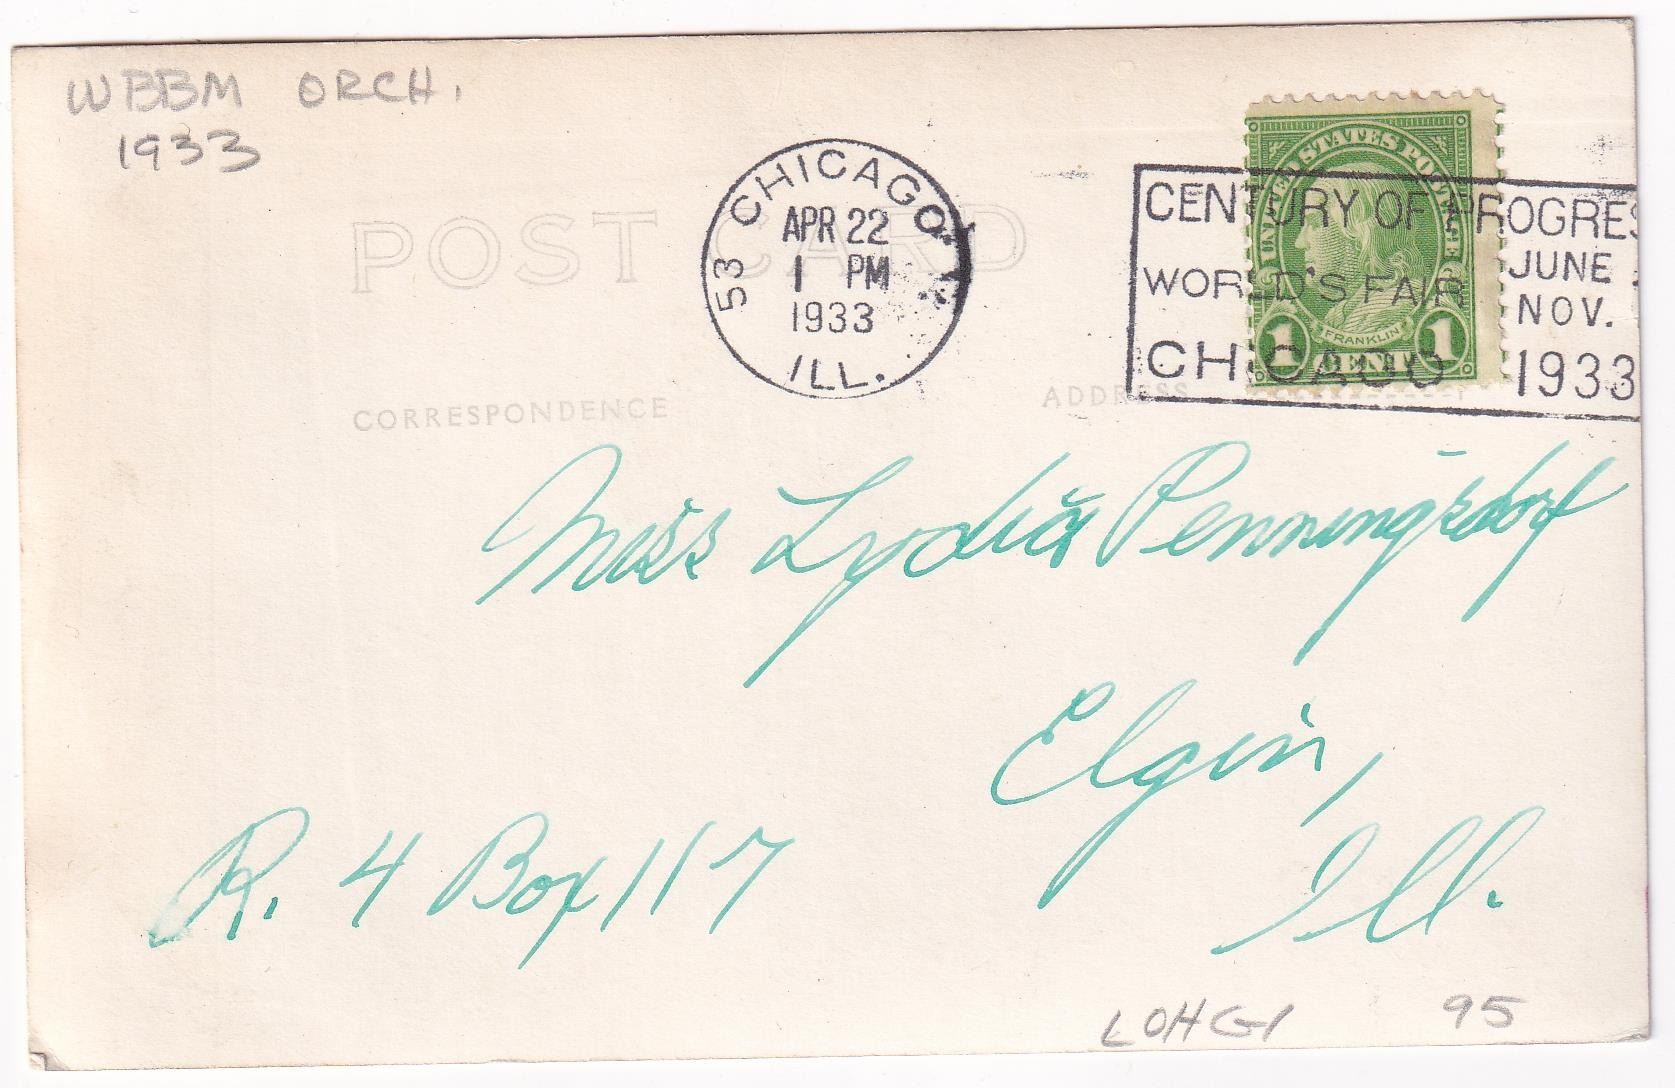 WBBM ORCH.
1933
POST CARD
53 CHICAGO
APR 22
1 PM
1933
ILL.
UNITED STATES POSTAGE
FRANKLIN
1 CENT 1
CENTURY OF PROGRES
WORLD'S FAIR
JUNE
NOV.
CHICAGO 1933
CORRESPONDENCE
ADDRESS
Miss Lydia Penningsdorf
Elgin,
R. 4 Box 117
Ill.
LOHG1
95